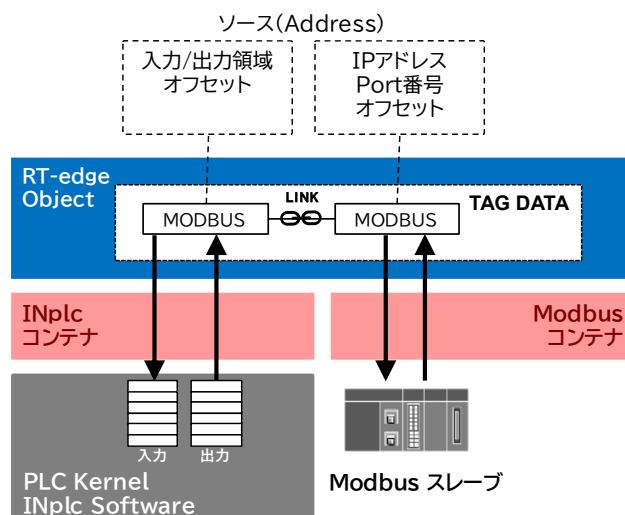 ソース(Address)
入力/出力領域
オフセット
IPアドレス
Port番号
オフセット
RT-edge
Object
LINK
TAG DATA
MODBUS
MODBUS
INplc
コンテナ
Modbus
コンテナ
入力
出力
PLC Kernel
INplc Software
Modbus スレーブ